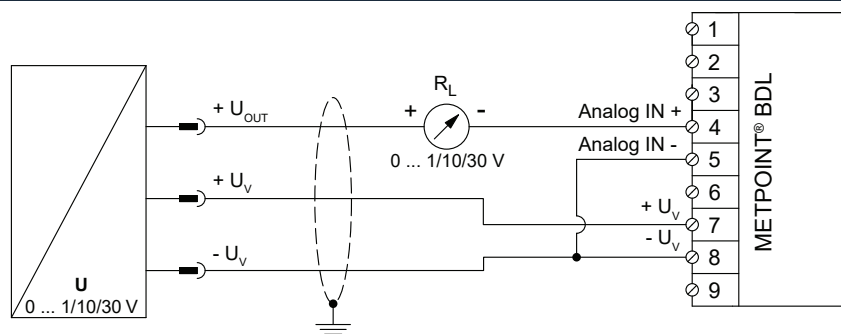 + U_OUT
+ U_V
- U_V
U
0 ... 1/10/30 V
R_L
+ -
0 ... 1/10/30 V
Analog IN +
Analog IN -
+ U_V
- U_V
1
2
3
4
5
6
7
8
9
METPOINT® BDL